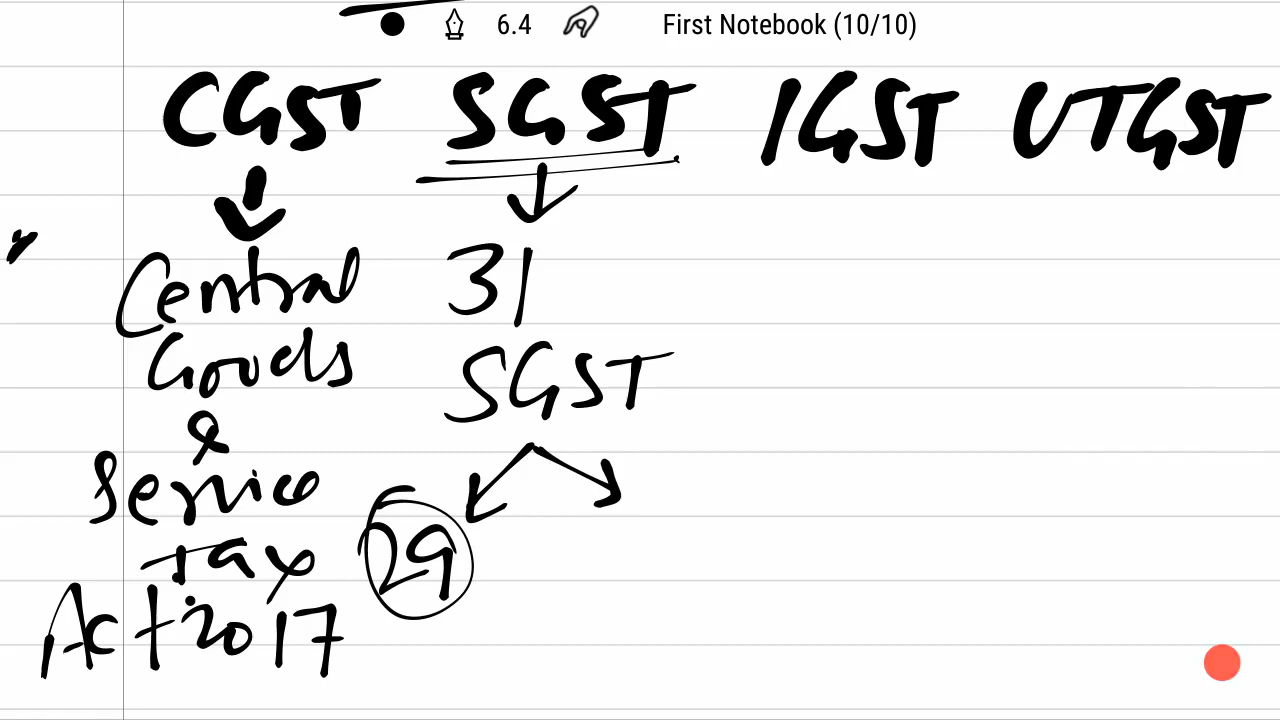 6.4 First Notebook (10/10)
CGST SGST IGST UTGST
Central 31
Goods SGST
&
Service
Tax 29
Act 2017